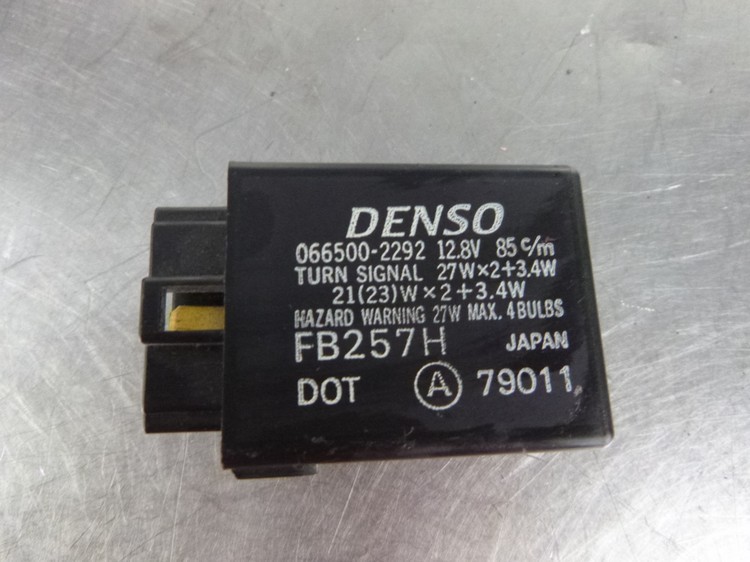 DENSO
066500-2292 12.8V 85 c/m
TURN SIGNAL 27W×2+3.4W
21(23)W×2+3.4W
HAZARD WARNING 27W MAX. 4BULBS
FB257H JAPAN
DOT A 79011